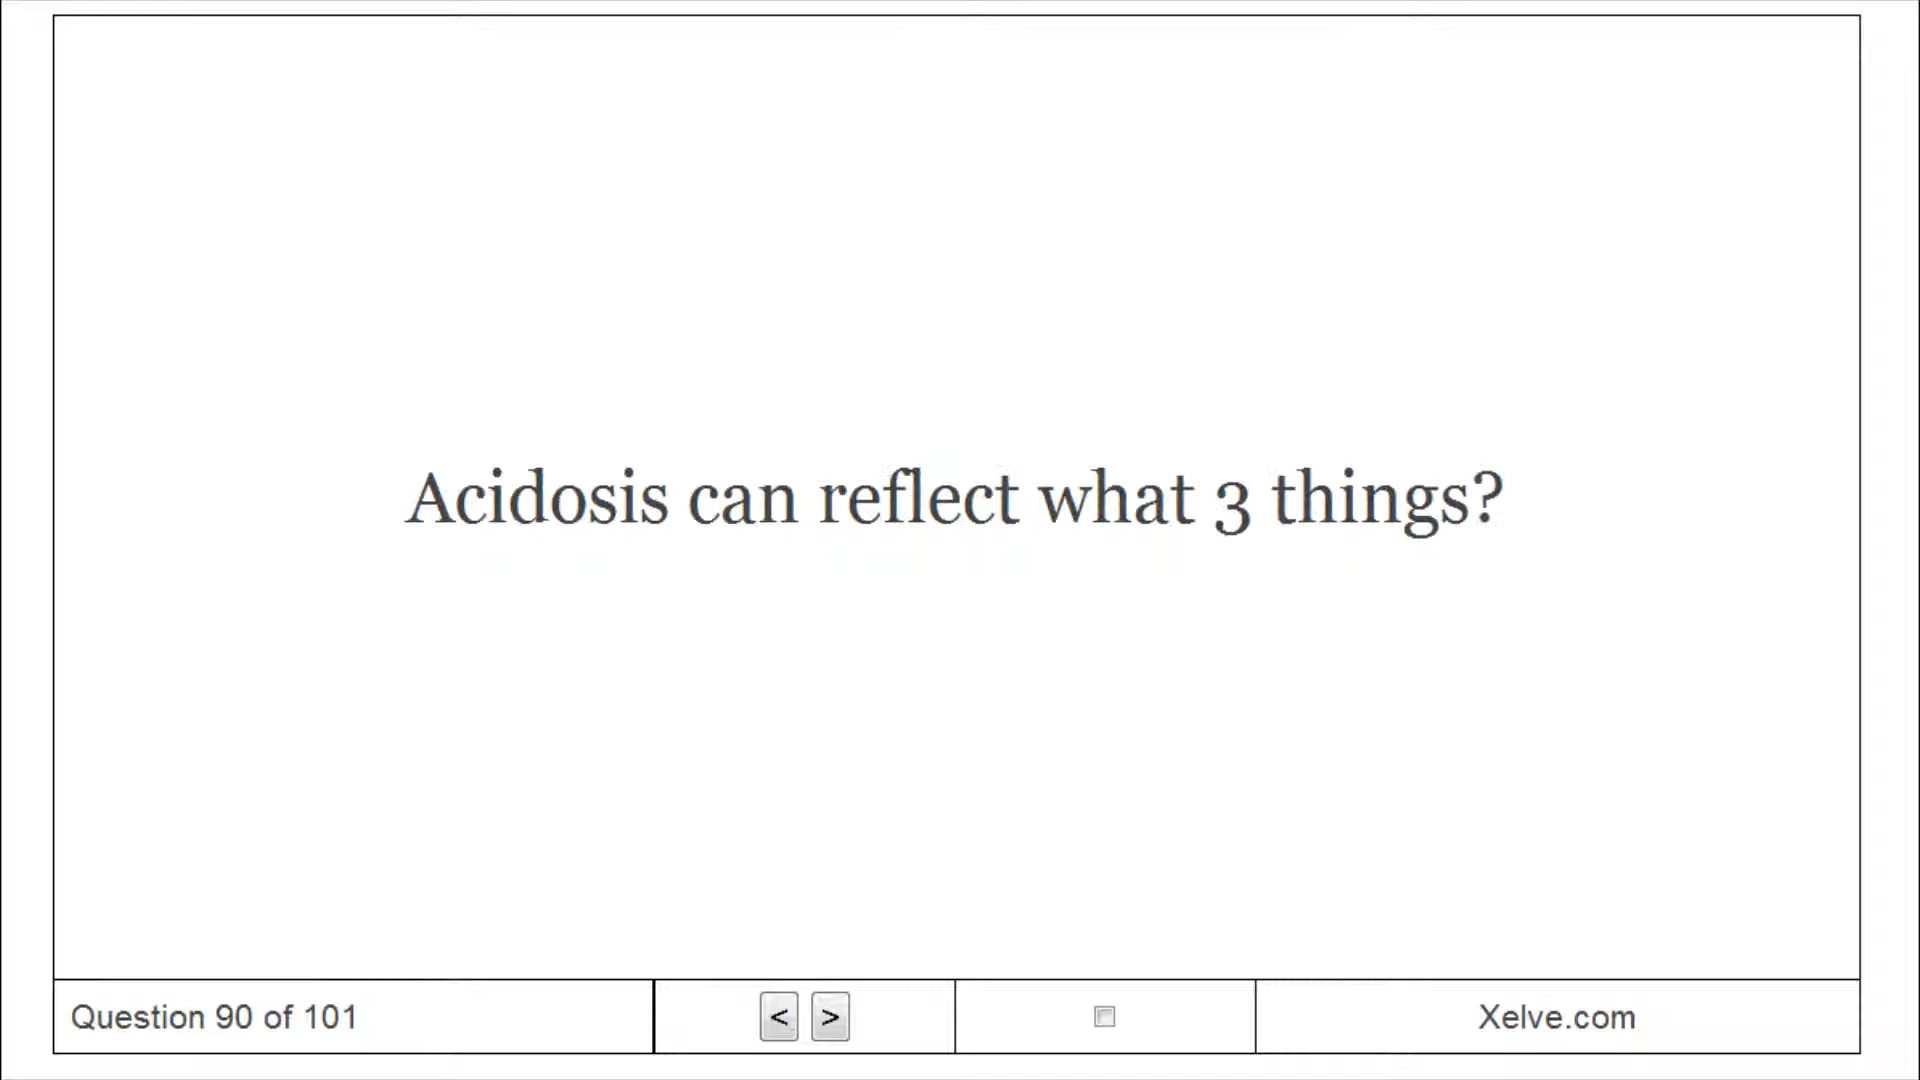 Acidosis can reflect what 3 things?
Question 90 of 101
< >
Xelve.com